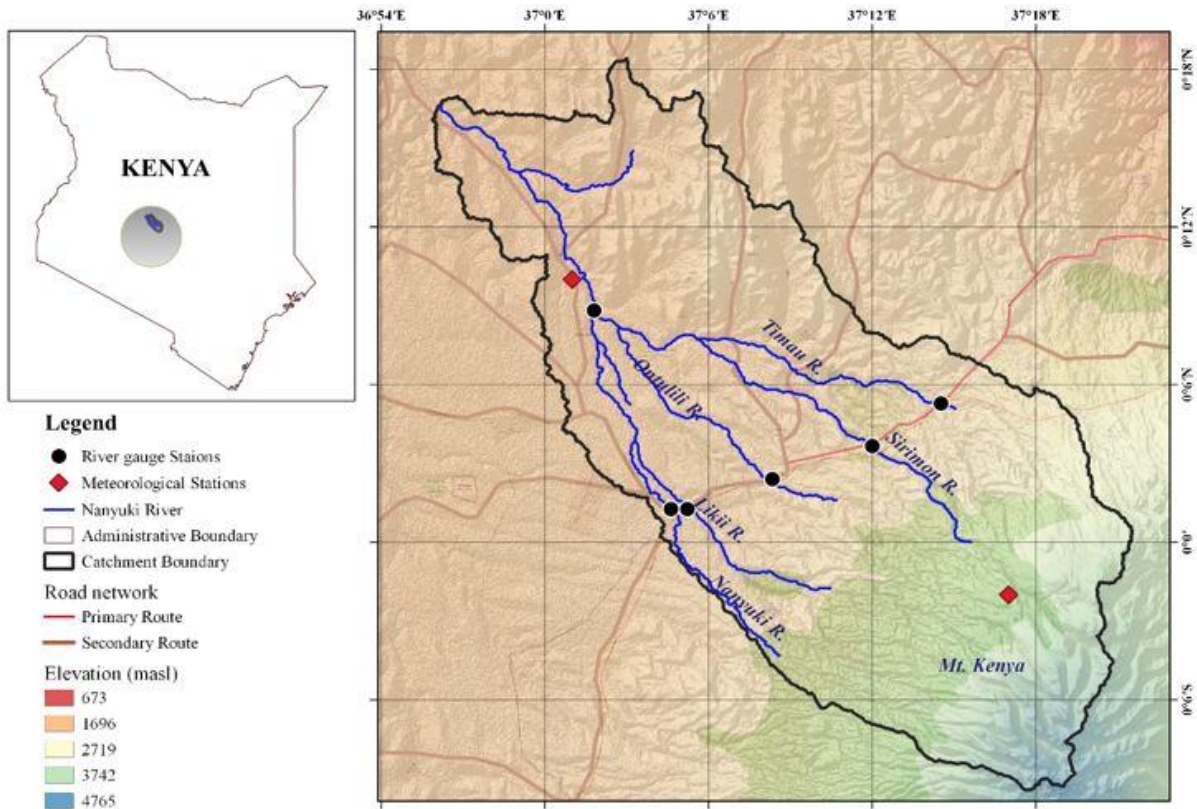 36°54'E 37°0'E 37°6'E 37°12'E 37°18'E
KENYA
0°18'N
0°12'N
0°6'N
0°0'
0°6'S
Timau R.
Ontulili R.
Sirimon R.
Likii R.
Nanyuki R.
Mt. Kenya
Legend
River gauge Staions
Meteorological Stations
Nanyuki River
Administrative Boundary
Catchment Boundary
Road network
Primary Route
Secondary Route
Elevation (masl)
673
1696
2719
3742
4765